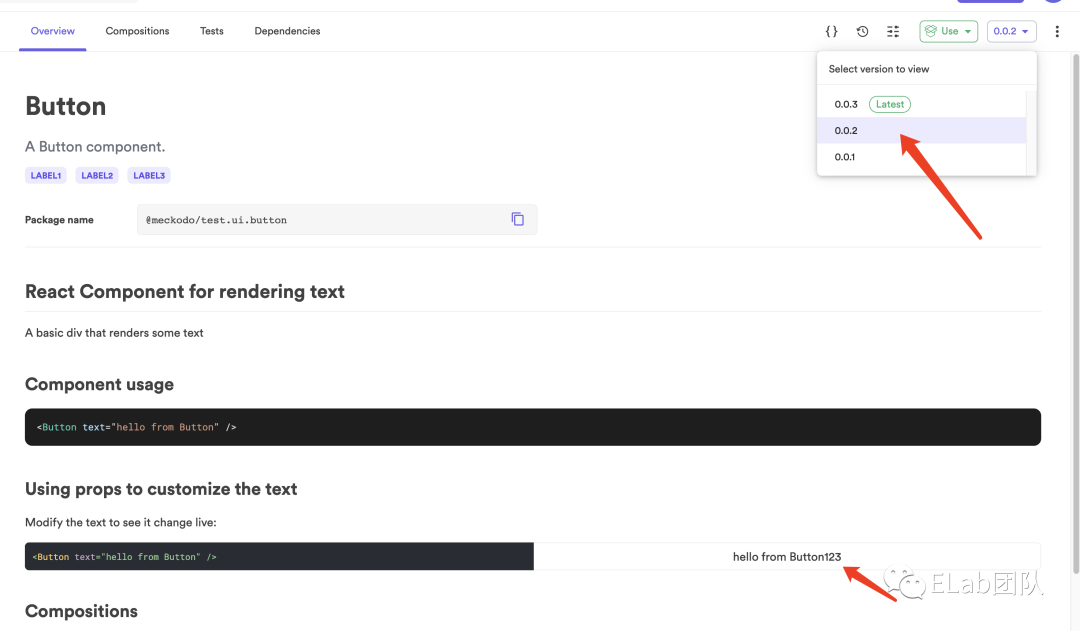 Overview Compositions Tests Dependencies {} Use 0.0.2
Select version to view
0.0.3 Latest
0.0.2
0.0.1
Button
A Button component.
LABEL1 LABEL2 LABEL3
Package name @meckodo/test.ui.button
React Component for rendering text
A basic div that renders some text
Component usage
<Button text="hello from Button" />
Using props to customize the text
Modify the text to see it change live:
<Button text="hello from Button" />
hello from Button123
ELab团队
Compositions